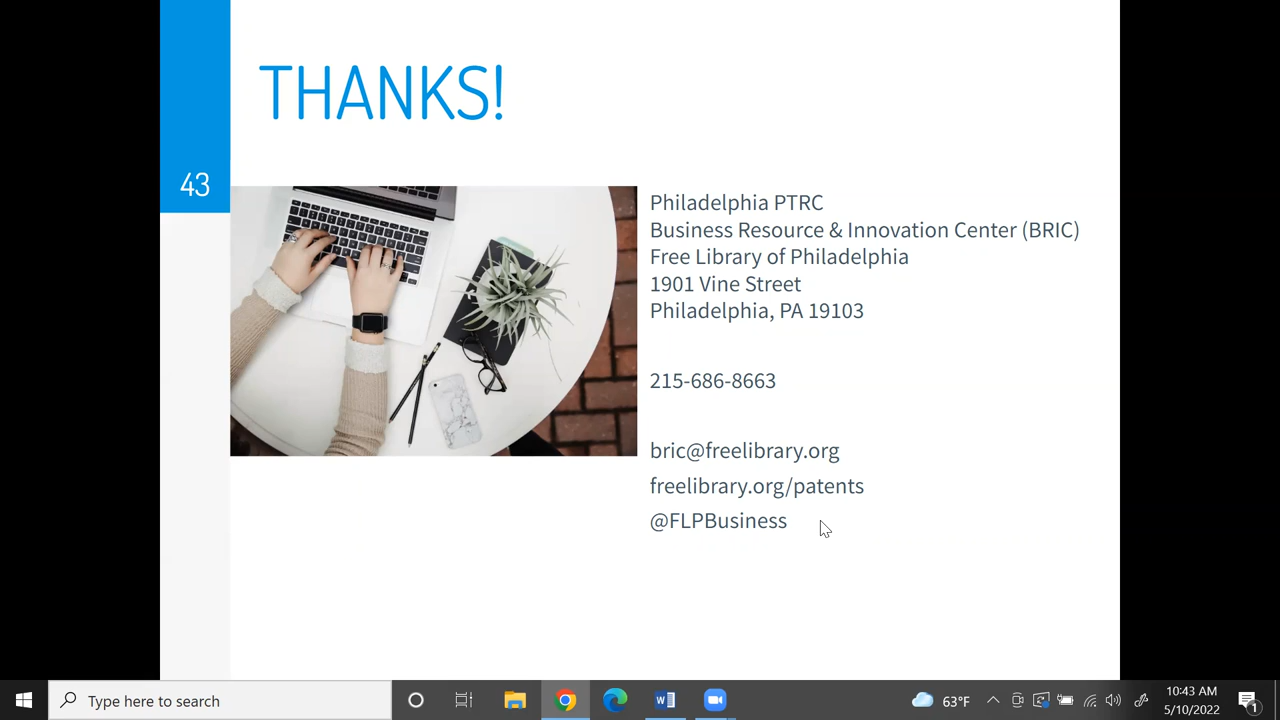 THANKS!
43
Philadelphia PTRC
Business Resource & Innovation Center (BRIC)
Free Library of Philadelphia
1901 Vine Street
Philadelphia, PA 19103
215-686-8663
bric@freelibrary.org
freelibrary.org/patents
@FLPBusiness
Type here to search
63°F
10:43 AM
5/10/2022
1